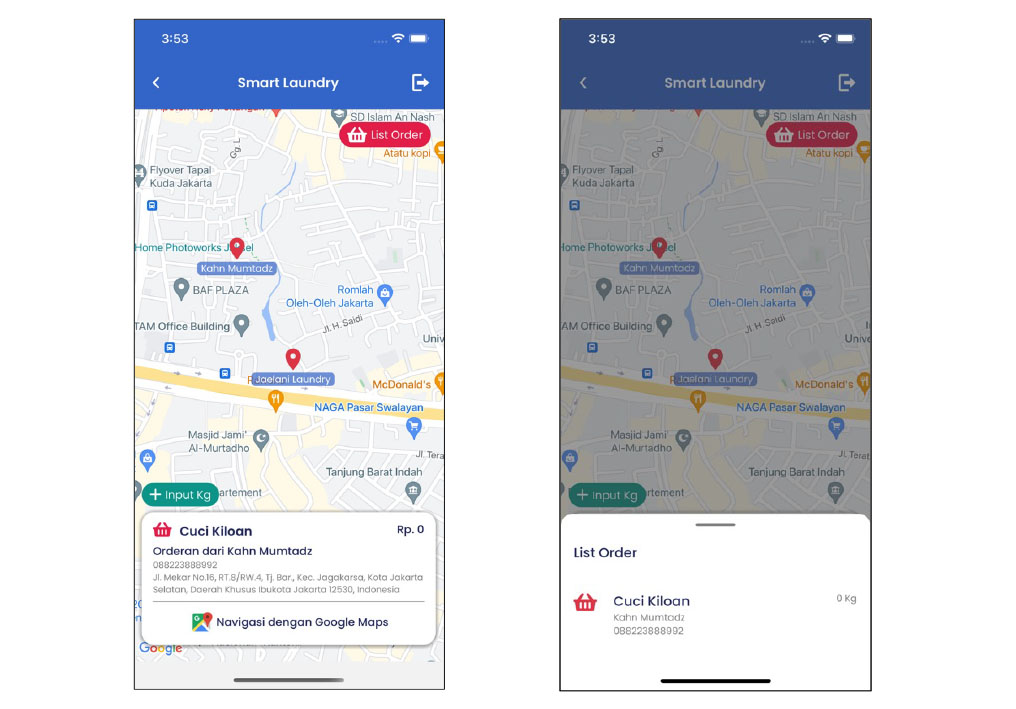 3:53
Smart Laundry
SD Islam An Nash
List Order
Atatu kopi
Gg. L
Flyover Tapal
Kuda Jakarta
Home Photoworks J sel
Kahn Mumtadz
BAF PLAZA
Romlah
Oleh-Oleh Jakarta
TAM Office Building
Jl. H. Saidi
Univ
Jaelani Laundry
McDonald's
NAGA Pasar Swalayan
Masjid Jami'
Al-Murtadho
Jl. Tera
Tanjung Barat Indah
+ Input Kg
artement
Cuci Kiloan
Rp. 0
Orderan dari Kahn Mumtadz
088223888992
Jl. Mekar No.16, RT.8/RW.4, Tj. Bar., Kec. Jagakarsa, Kota Jakarta
Selatan, Daerah Khusus Ibukota Jakarta 12530, Indonesia
Navigasi dengan Google Maps
Google
3:53
Smart Laundry
SD Islam An Nash
List Order
Atatu kopi
Gg. L
Flyover Tapal
Kuda Jakarta
Home Photoworks J sel
Kahn Mumtadz
BAF PLAZA
Romlah
Oleh-Oleh Jakarta
TAM Office Building
Jl. H. Saidi
Univ
Jaelani Laundry
McDonald's
NAGA Pasar Swalayan
Masjid Jami'
Al-Murtadho
Jl. Tera
Tanjung Barat Indah
+ Input Kg
artement
List Order
Cuci Kiloan
0 Kg
Kahn Mumtadz
088223888992